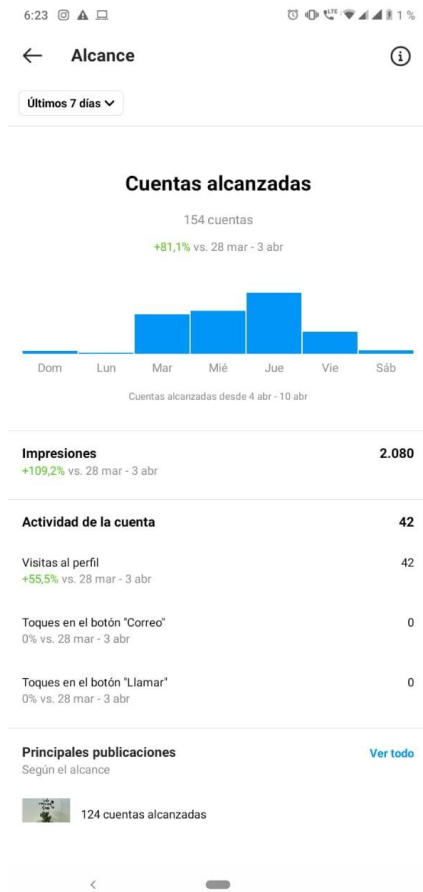 6:23
1 %
Alcance
Últimos 7 días
Cuentas alcanzadas
154 cuentas
+81,1% vs. 28 mar - 3 abr
Dom Lun Mar Mié Jue Vie Sáb
Cuentas alcanzadas desde 4 abr - 10 abr
Impresiones 2.080
+109,2% vs. 28 mar - 3 abr
Actividad de la cuenta 42
Visitas al perfil 42
+55,5% vs. 28 mar - 3 abr
Toques en el botón "Correo" 0
0% vs. 28 mar - 3 abr
Toques en el botón "Llamar" 0
0% vs. 28 mar - 3 abr
Principales publicaciones Ver todo
Según el alcance
124 cuentas alcanzadas